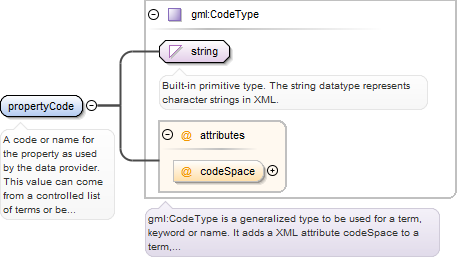 gml:CodeType
string
Built-in primitive type. The string datatype represents
character strings in XML.
propertyCode
A code or name for
the property as used
by the data provider.
This value can come
from a controlled list
of terms or be...
@ attributes
@ codeSpace
gml:CodeType is a generalized type to be used for a term,
keyword or name. It adds a XML attribute codeSpace to a
term,...